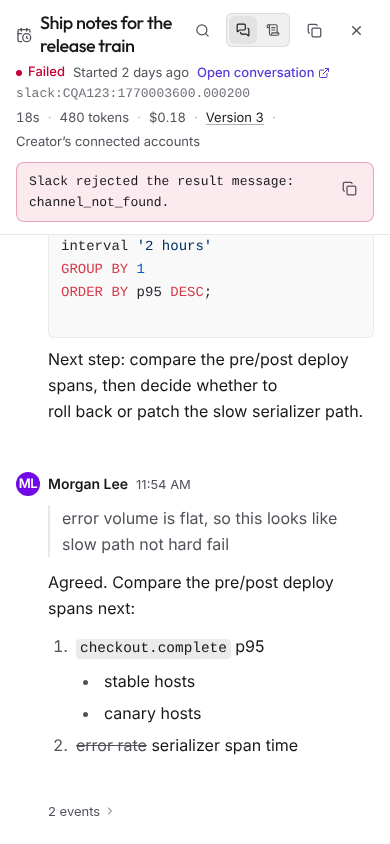 Ship notes for the
release train
Failed Started 2 days ago Open conversation
slack:CQA123:1770003600.000200
18s · 480 tokens · $0.18 · Version 3 ·
Creator’s connected accounts
Slack rejected the result message:
channel_not_found.
interval '2 hours'
GROUP BY 1
ORDER BY p95 DESC;
Next step: compare the pre/post deploy
spans, then decide whether to
roll back or patch the slow serializer path.
ML Morgan Lee 11:54 AM
error volume is flat, so this looks like
slow path not hard fail
Agreed. Compare the pre/post deploy
spans next:
1. checkout.complete p95
• stable hosts
• canary hosts
2. error rate serializer span time
2 events